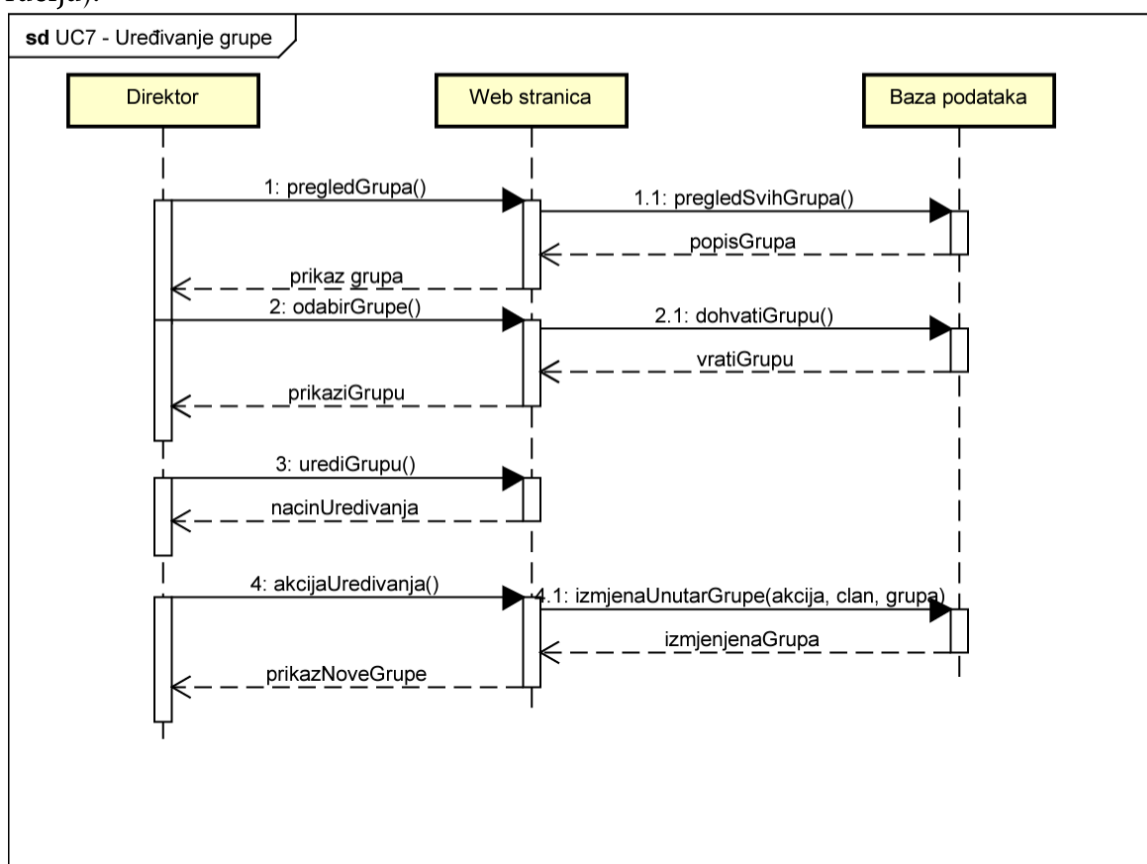 sd UC7 - Uređivanje grupe
Direktor
Web stranica
Baza podataka
1: pregledGrupa()
1.1: pregledSvihGrupa()
popisGrupa
prikaz grupa
2: odabirGrupe()
2.1: dohvatiGrupu()
vratiGrupu
prikaziGrupu
3: urediGrupu()
nacinUredivanja
4: akcijaUredivanja()
4.1: izmjenaUnutarGrupe(akcija, clan, grupa)
izmjenjenaGrupa
prikazNoveGrupe